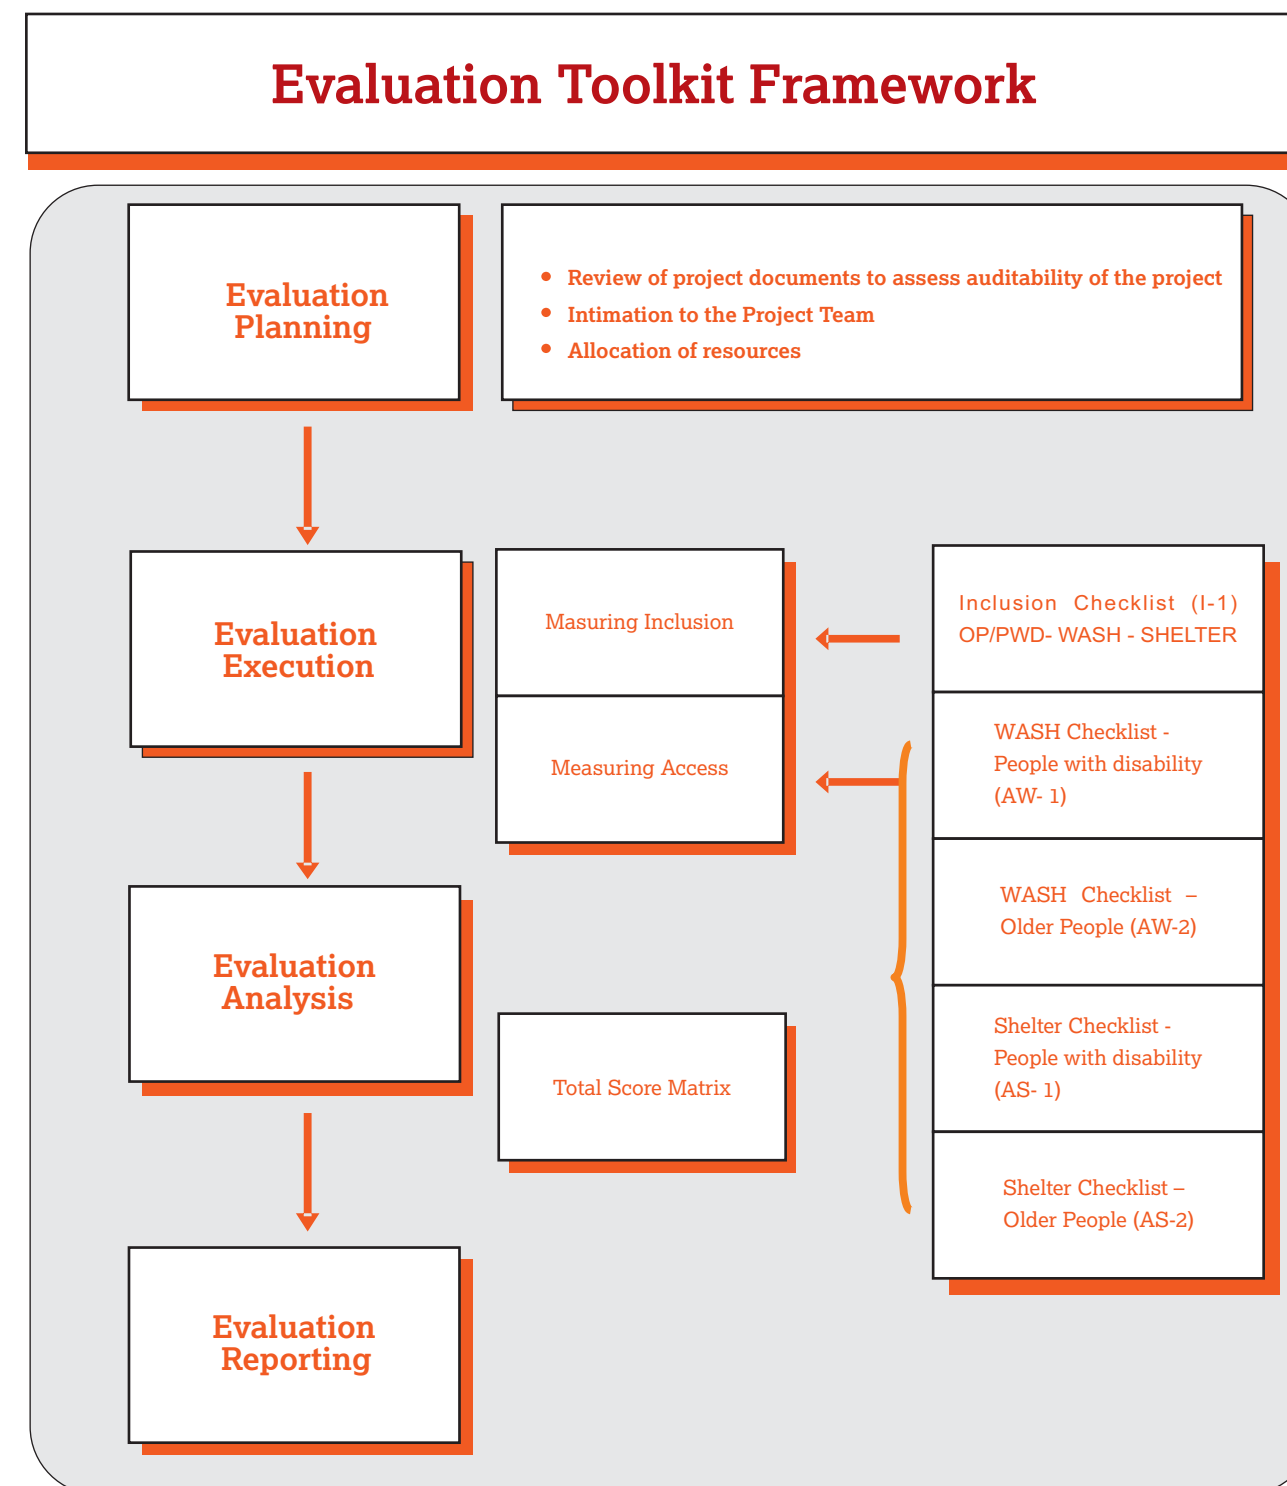 Evaluation Toolkit Framework
Evaluation
Planning
• Review of project documents to assess auditability of the project
• Intimation to the Project Team
• Allocation of resources
Evaluation
Execution
Masuring Inclusion
Measuring Access
Inclusion Checklist (I-1)
OP/PWD- WASH - SHELTER
WASH Checklist -
People with disability
(AW- 1)
WASH Checklist –
Older People (AW-2)
Shelter Checklist -
People with disability
(AS- 1)
Shelter Checklist –
Older People (AS-2)
Evaluation
Analysis
Total Score Matrix
Evaluation
Reporting